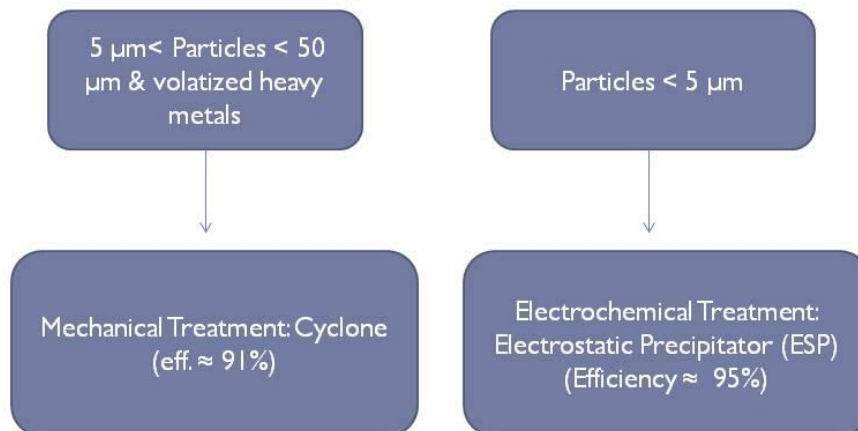 5 µm< Particles < 50
µm & volatized heavy
metals
Particles < 5 µm
Mechanical Treatment: Cyclone
(eff. ≈ 91%)
Electrochemical Treatment:
Electrostatic Precipitator (ESP)
(Efficiency ≈ 95%)